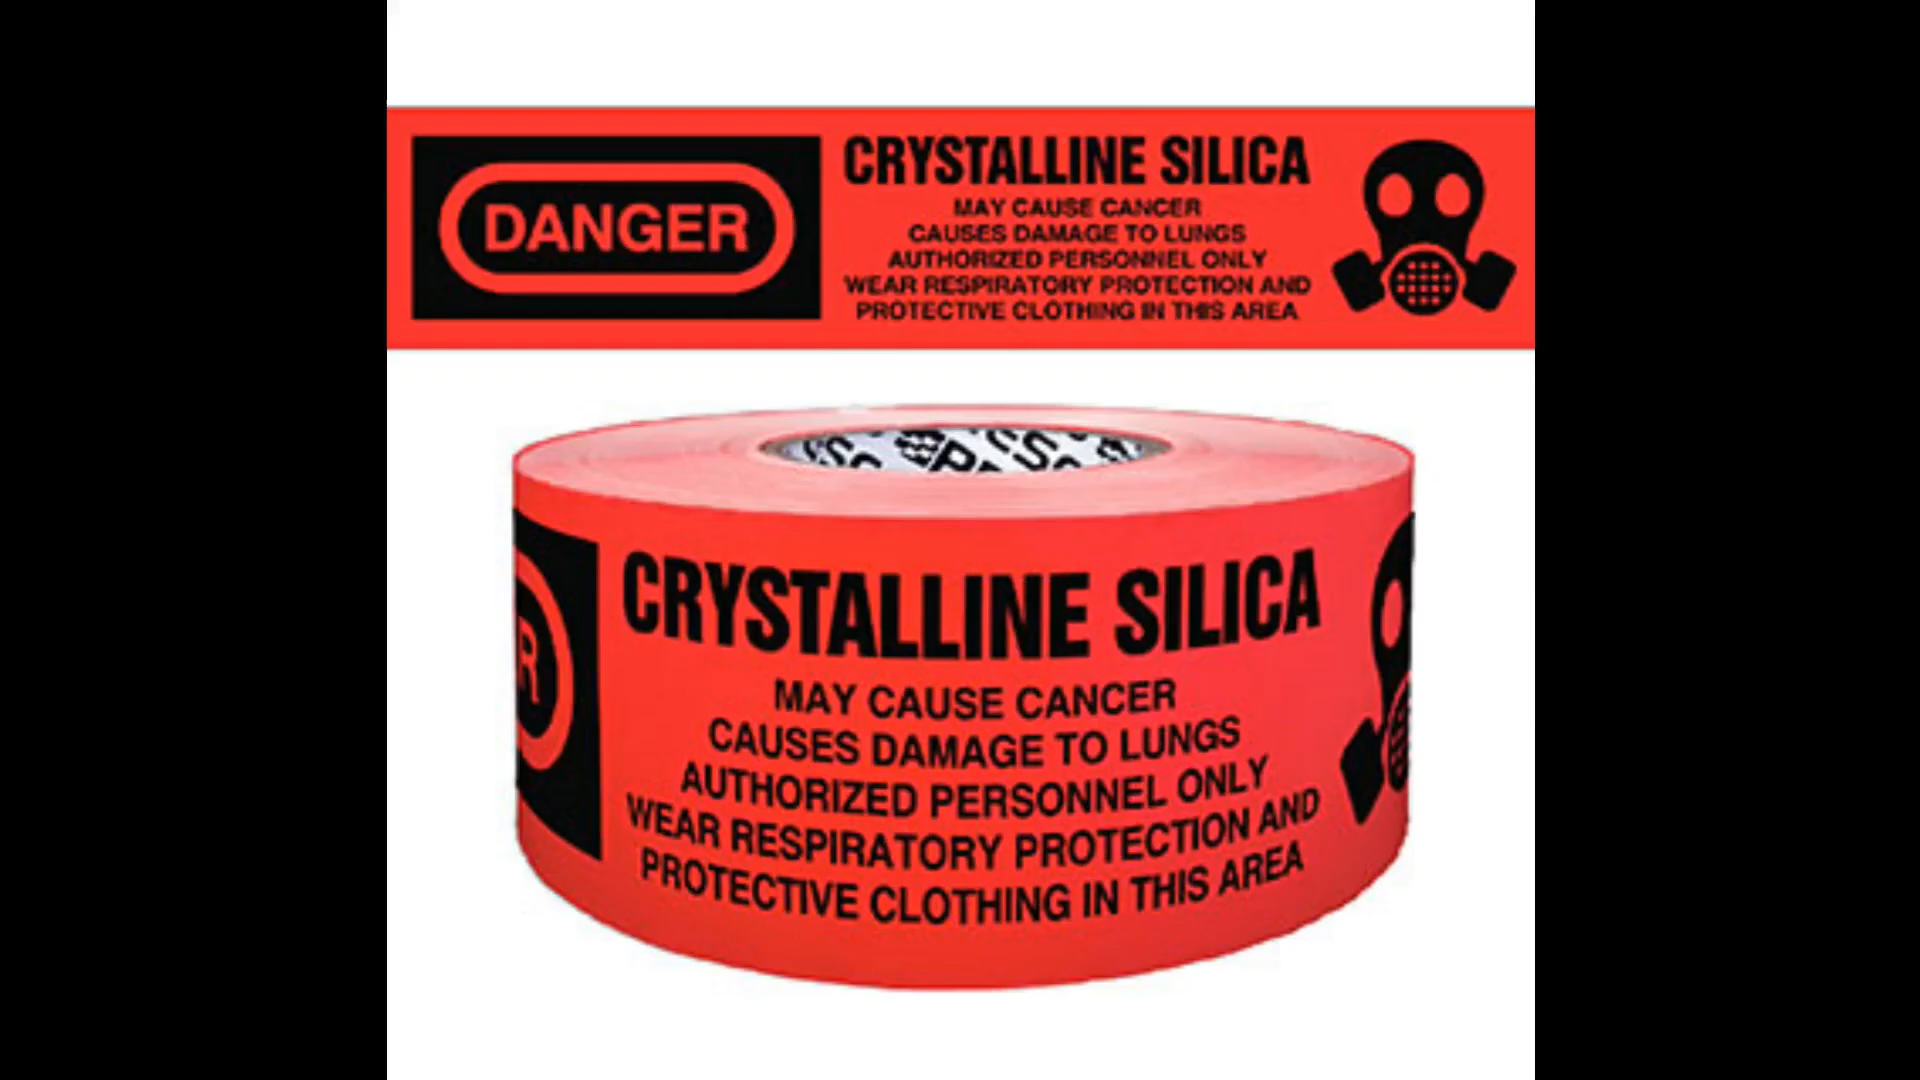 DANGER
CRYSTALLINE SILICA
MAY CAUSE CANCER
CAUSES DAMAGE TO LUNGS
AUTHORIZED PERSONNEL ONLY
WEAR RESPIRATORY PROTECTION AND
PROTECTIVE CLOTHING IN THIS AREA
R
CRYSTALLINE SILICA
MAY CAUSE CANCER
CAUSES DAMAGE TO LUNGS
AUTHORIZED PERSONNEL ONLY
WEAR RESPIRATORY PROTECTION AND
PROTECTIVE CLOTHING IN THIS AREA